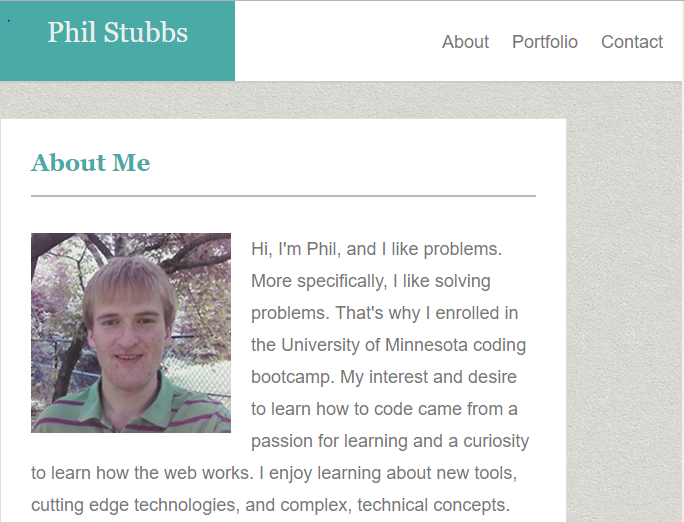 Phil Stubbs
About Portfolio Contact
About Me
Hi, I'm Phil, and I like problems.
More specifically, I like solving
problems. That's why I enrolled in
the University of Minnesota coding
bootcamp. My interest and desire
to learn how to code came from a
passion for learning and a curiosity
to learn how the web works. I enjoy learning about new tools,
cutting edge technologies, and complex, technical concepts.